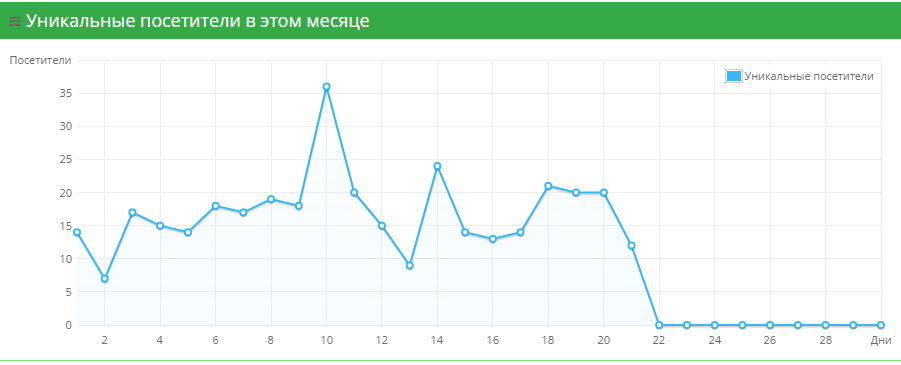 Уникальные посетители в этом месяце
Посетители
Уникальные посетители
35
30
25
20
15
10
5
0
2 4 6 8 10 12 14 16 18 20 22 24 26 28 Дни